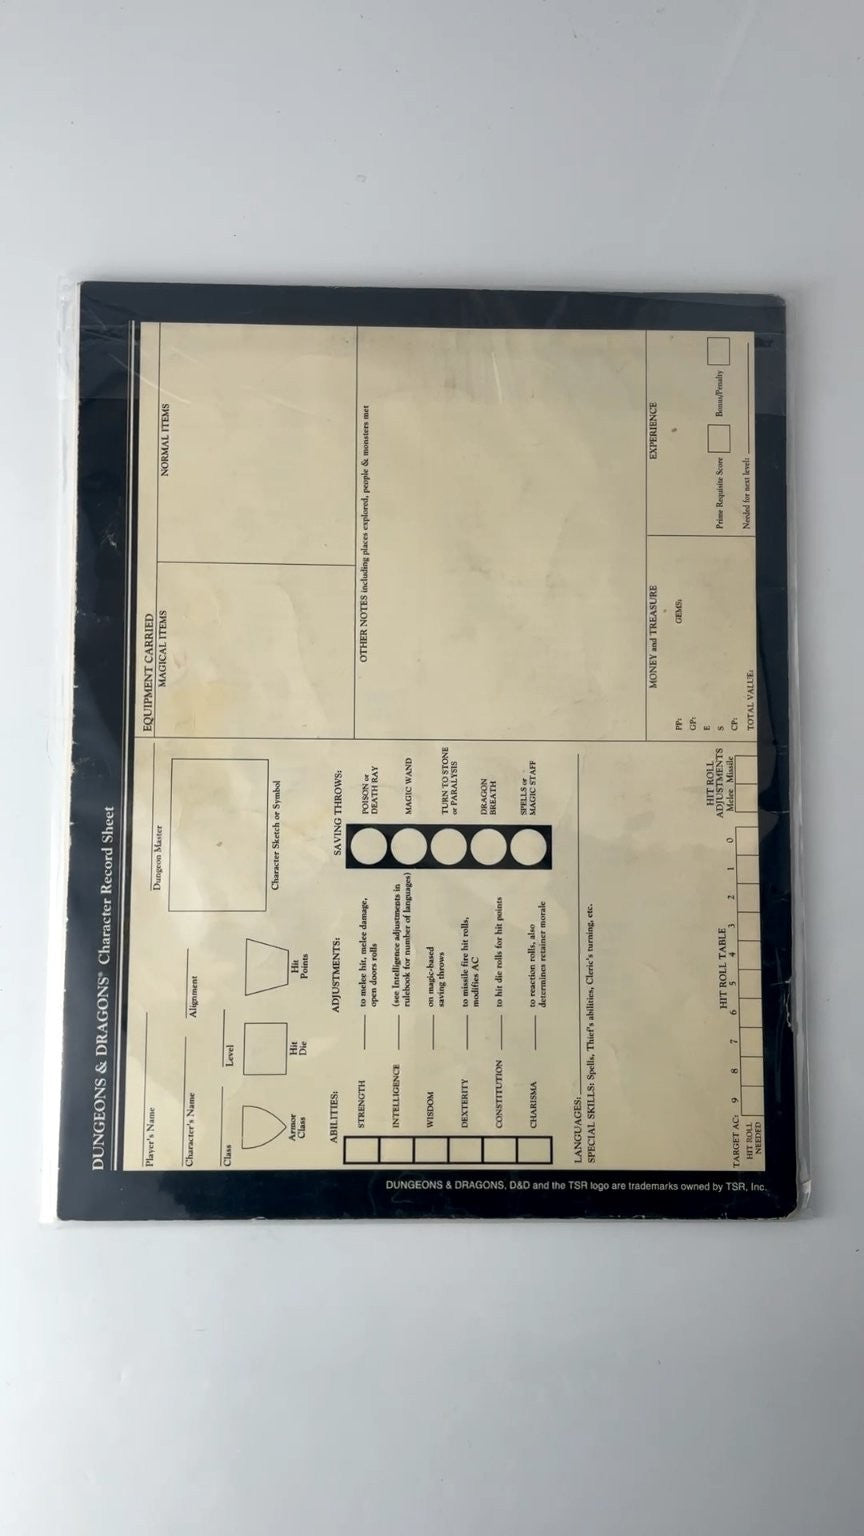 DUNGEONS & DRAGONS® Character Record Sheet
Player's Name
Dungeon Master
Character's Name
Alignment
Class
Level
Armor
Class
Hit
Die
Hit
Points
Character Sketch or Symbol
ABILITIES:
ADJUSTMENTS:
SAVING THROWS:
STRENGTH
to melee hit, melee damage,
open doors rolls
POISON or
DEATH RAY
INTELLIGENCE
(see Intelligence adjustments in
rulebook for number of languages)
MAGIC WAND
WISDOM
on magic-based
saving throws
TURN TO STONE
or PARALYSIS
DEXTERITY
to missile fire hit rolls,
modifies AC
DRAGON
BREATH
CONSTITUTION
to hit die rolls for hit points
SPELLS or
MAGIC STAFF
CHARISMA
to reaction rolls, also
determines retainer morale
LANGUAGES:
SPECIAL SKILLS: Spells, Thief's abilities, Cleric's turning, etc.
HIT ROLL TABLE
HIT ROLL
ADJUSTMENTS
TARGET AC: 9 8 7 6 5 4 3 2 1 0
Melee Missile
HIT ROLL
NEEDED
EQUIPMENT CARRIED
MAGICAL ITEMS
NORMAL ITEMS
OTHER NOTES including places explored, people & monsters met
MONEY and TREASURE
PP:
GEMS:
GP:
E
S
CP:
TOTAL VALUE:
EXPERIENCE
Prime Requisite Score
Bonus/Penalty
Needed for next level:
DUNGEONS & DRAGONS, D&D and the TSR logo are trademarks owned by TSR, Inc.